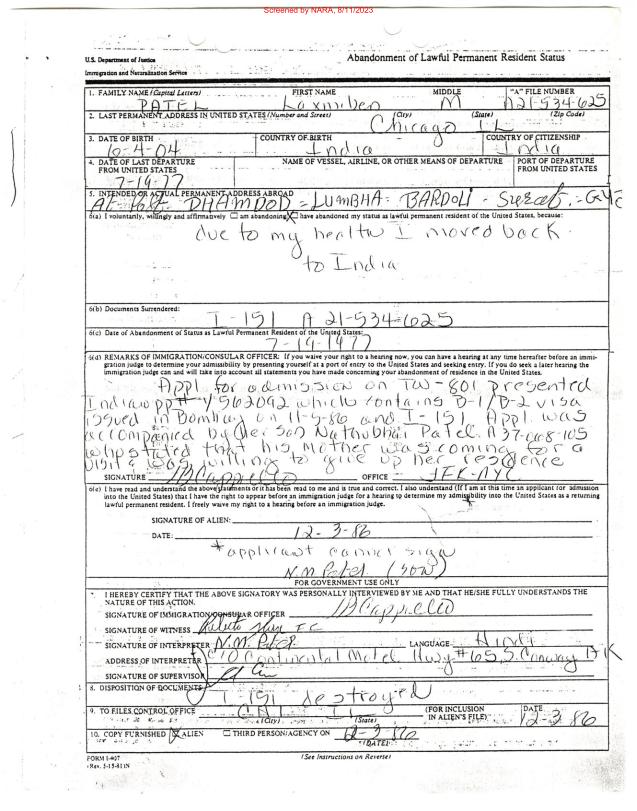 Screened by NARA, 8/11/2023
U.S. Department of Justice
Immigration and Naturalization Service
Abandonment of Lawful Permanent Resident Status
1. FAMILY NAME (Capital Letters) FIRST NAME MIDDLE "A" FILE NUMBER
PATEL Laxmiben M A21-534-625
2. LAST PERMANENT ADDRESS IN UNITED STATES (Number and Street) (City) (State) (Zip Code)
Chicago IL
3. DATE OF BIRTH COUNTRY OF BIRTH COUNTRY OF CITIZENSHIP
10-4-04 India India
4. DATE OF LAST DEPARTURE FROM UNITED STATES NAME OF VESSEL, AIRLINE, OR OTHER MEANS OF DEPARTURE PORT OF DEPARTURE FROM UNITED STATES
7-19-77
5. INTENDED OR ACTUAL PERMANENT ADDRESS ABROAD
At Post. DHAMDOD - LUMBHA - BARDOLI -
6(a) I voluntarily, willingly and affirmatively ☐ am abandoning ☒ have abandoned my status as lawful permanent resident of the United States, because:
due to my health I moved back
to India
6(b) Documents Surrendered:
I-151 A 21-534-625
6(c) Date of Abandonment of Status as Lawful Permanent Resident of the United States:
7-19-1977
6(d) REMARKS OF IMMIGRATION/CONSULAR OFFICER: If you waive your right to a hearing now, you can have a hearing at any time hereafter before an immi-
gration judge to determine your admissibility by presenting yourself at a port of entry to the United States and seeking entry. If you do seek a later hearing the
immigration judge can and will take into account all statements you have made concerning your abandonment of residence in the United States.
Appl. for admission on TW-801 presented
India pp# Y562092 which contains B-1/B-2 visa
issued in Bombay on 11-5-86 and I-151. Appl. was
accompanied by her son Nathubhai Patel A37-068-105
who stated that his mother was coming for a
visit & was willing to give up her residence
SIGNATURE OFFICE JFK-NYC
6(e) I have read and understand the above statements or it has been read to me and is true and correct. I also understand (If I am at this time an applicant for admission
into the United States) that I have the right to appear before an immigration judge for a hearing to determine my admissibility into the United States as a returning
lawful permanent resident. I freely waive my right to a hearing before an immigration judge.
SIGNATURE OF ALIEN: *
DATE: 12-3-86
*applicant cannot sign
N.M Patel (SON)
FOR GOVERNMENT USE ONLY
7. I HEREBY CERTIFY THAT THE ABOVE SIGNATORY WAS PERSONALLY INTERVIEWED BY ME AND THAT HE/SHE FULLY UNDERSTANDS THE
NATURE OF THIS ACTION.
SIGNATURE OF IMMIGRATION/CONSULAR OFFICER
SIGNATURE OF WITNESS
SIGNATURE OF INTERPRETER N.M. Patel LANGUAGE Hindi
ADDRESS OF INTERPRETER C/O Continental Motel Hwy #65 S. Conway ARK
SIGNATURE OF SUPERVISOR
8. DISPOSITION OF DOCUMENTS
I-151 destroyed
9. TO FILES CONTROL OFFICE (City) (State) (FOR INCLUSION IN ALIEN'S FILE) DATE
CHI IL 12-3-86
10. COPY FURNISHED ☒ ALIEN ☐ THIRD PERSON/AGENCY ON 12-3-86
(DATE)
FORM I-407
(Rev. 5-15-81)N
(See Instructions on Reverse)